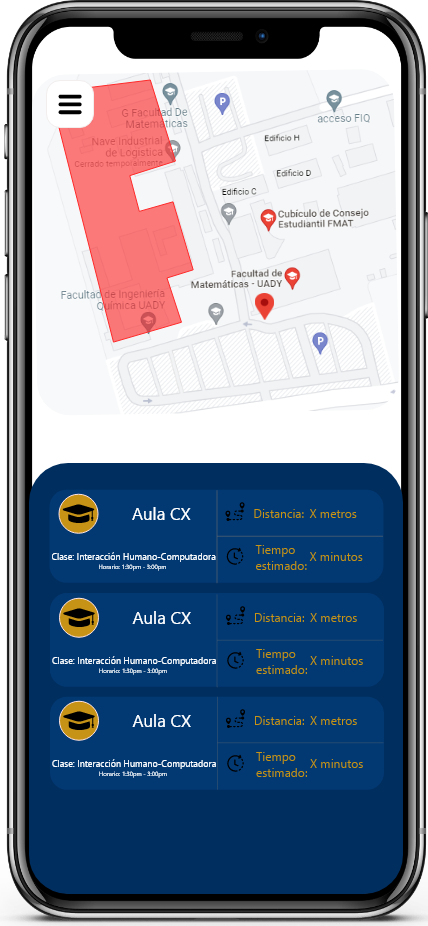 G Facultad De
Matemáticas
P
acceso FIQ
Nave Industrial
de Logística
Cerrado temporalmente
Edificio H
Edificio D
Edificio C
Cubículo de Consejo
Estudiantil FMAT
Facultad de
Matemáticas - UADY
Facultad de Ingeniería
Química UADY
P
Aula CX
Clase: Interacción Humano-Computadora
Horario: 1:30pm - 3:00pm
Distancia: X metros
Tiempo
estimado: X minutos
Aula CX
Clase: Interacción Humano-Computadora
Horario: 1:30pm - 3:00pm
Distancia: X metros
Tiempo
estimado: X minutos
Aula CX
Clase: Interacción Humano-Computadora
Horario: 1:30pm - 3:00pm
Distancia: X metros
Tiempo
estimado: X minutos